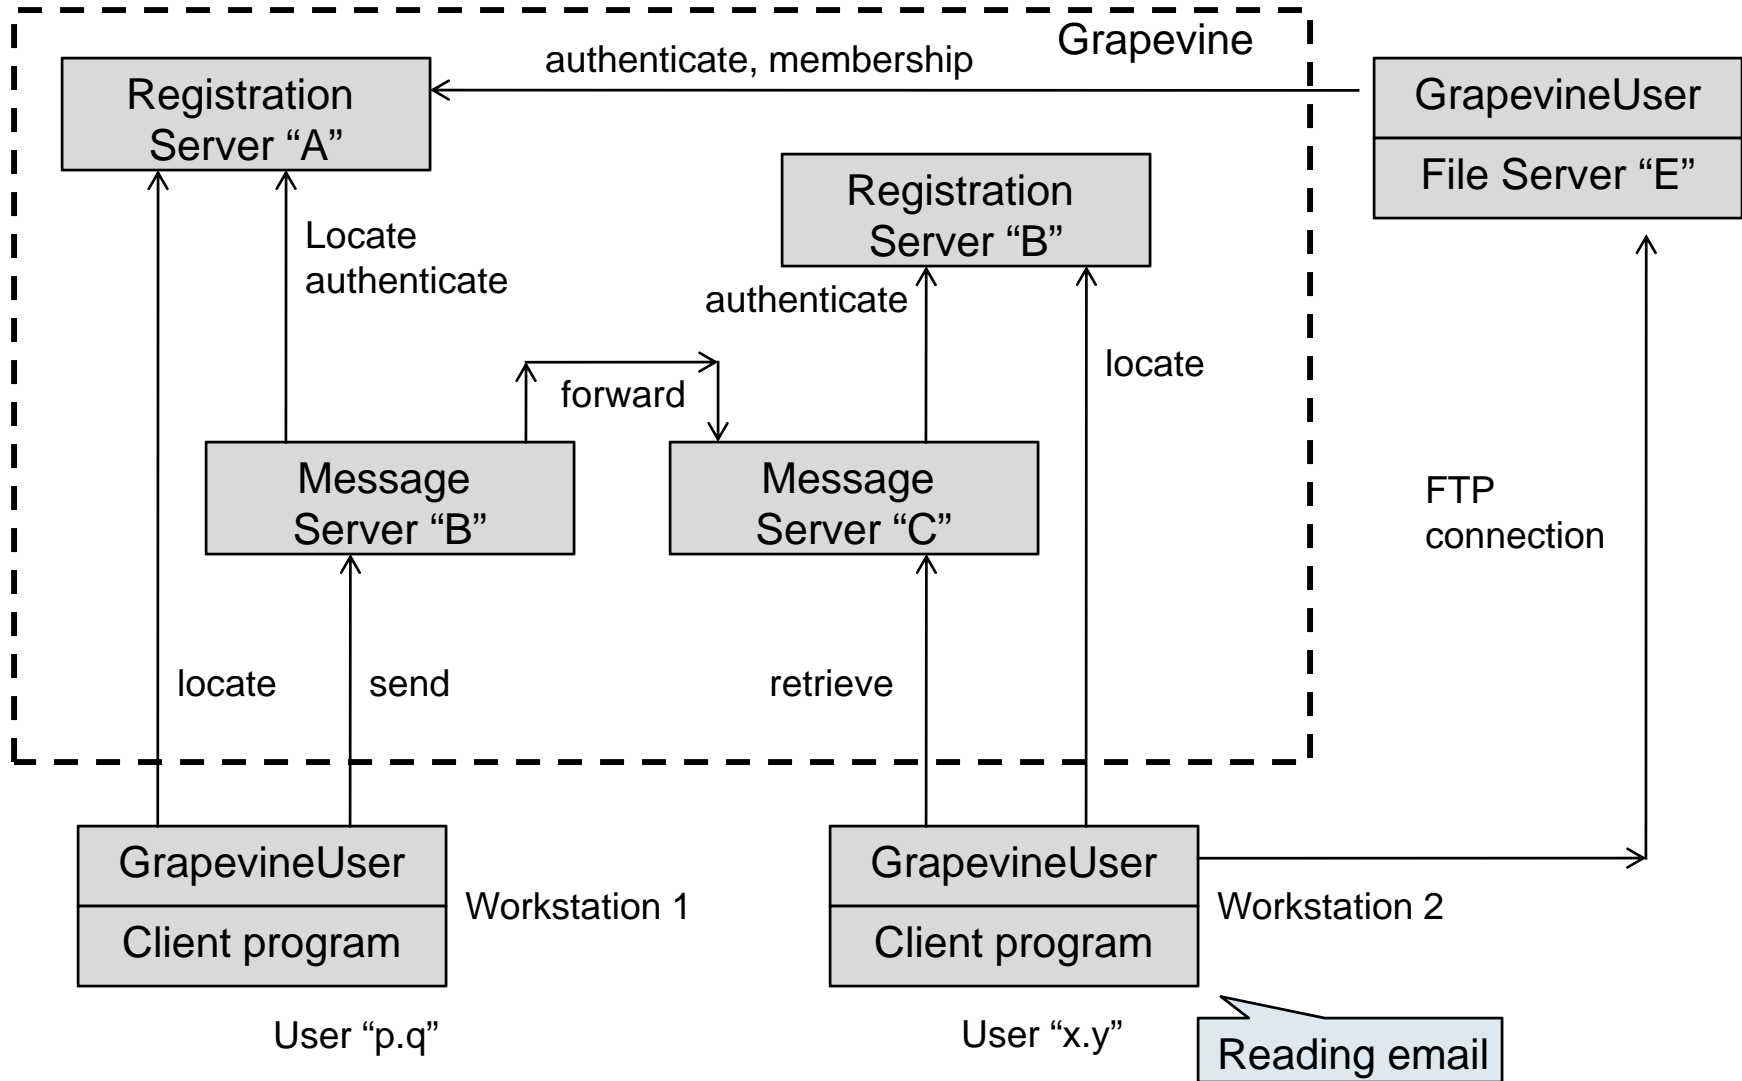 Grapevine
authenticate, membership
Registration
Server “A”
GrapevineUser
File Server “E”
Registration
Server “B”
Locate
authenticate
authenticate
locate
forward
Message
Server “B”
Message
Server “C”
FTP
connection
locate
send
retrieve
GrapevineUser
Client program
Workstation 1
GrapevineUser
Client program
Workstation 2
User “p.q”
User “x.y”
Reading email